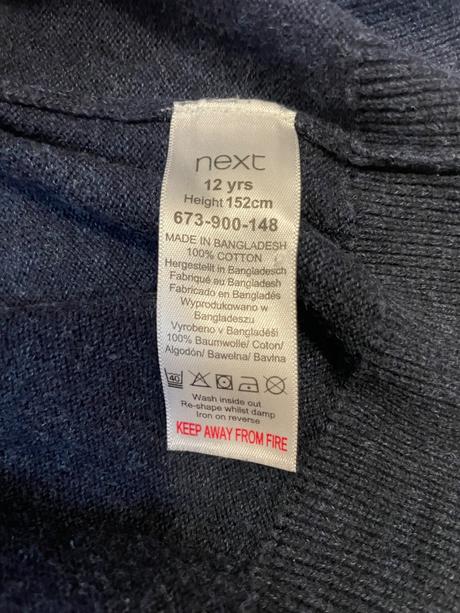 next
12 yrs
Height 152cm
673-900-148
MADE IN BANGLADESH
100% COTTON
Hergestellt in Bangladesch
Fabriqué au Bangladesh
Fabricado en Bangladés
Wyprodukowano w
Bangladeszu
Vyrobeno v Bangladéši
100% Baumwolle/ Coton/
Algodón/ Bawełna/ Bavlna
40
Wash inside out
Re-shape whilst damp
Iron on reverse
KEEP AWAY FROM FIRE